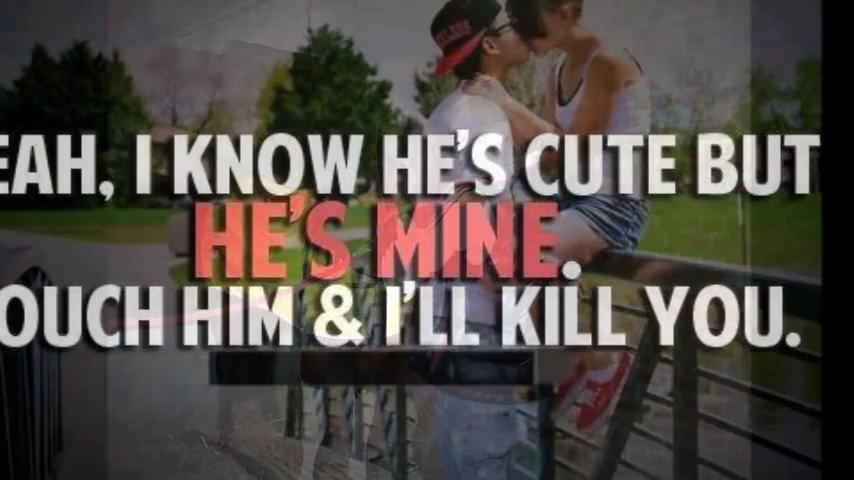 EAH, I KNOW HE'S CUTE BUT
HE'S MINE.
OUCH HIM & I'LL KILL YOU.